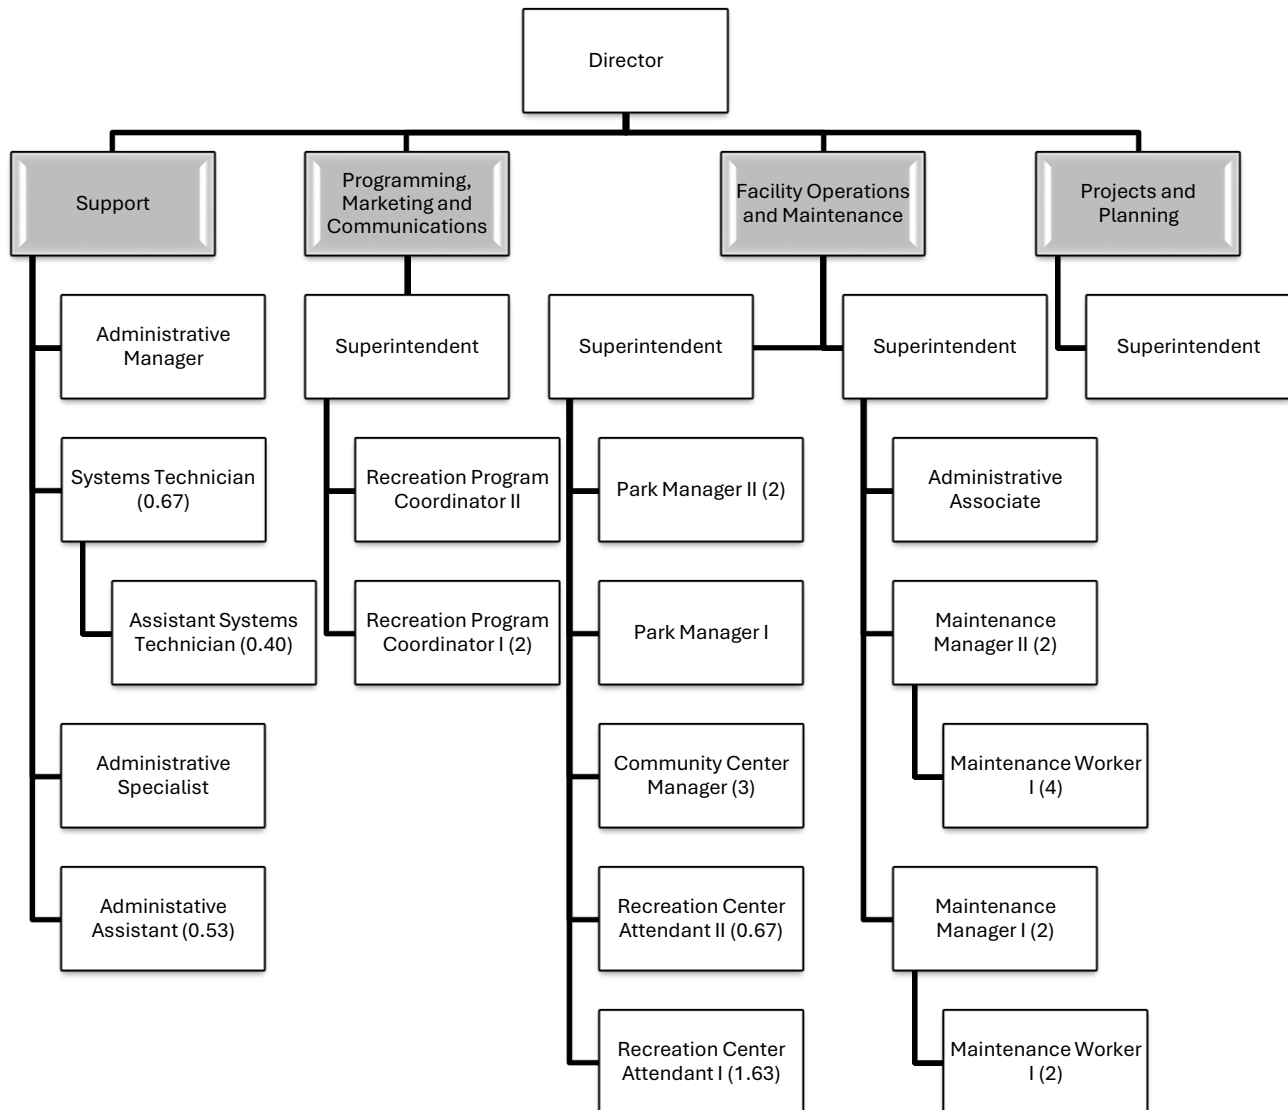 Director
Support
Programming,
Marketing and
Communications
Facility Operations
and Maintenance
Projects and
Planning
Administrative
Manager
Superintendent
Superintendent
Superintendent
Superintendent
Systems Technician
(0.67)
Recreation Program
Coordinator II
Park Manager II (2)
Administrative
Associate
Assistant Systems
Technician (0.40)
Recreation Program
Coordinator I (2)
Park Manager I
Maintenance
Manager II (2)
Administrative
Specialist
Community Center
Manager (3)
Maintenance Worker
I (4)
Administative
Assistant (0.53)
Recreation Center
Attendant II (0.67)
Maintenance
Manager I (2)
Recreation Center
Attendant I (1.63)
Maintenance Worker
I (2)